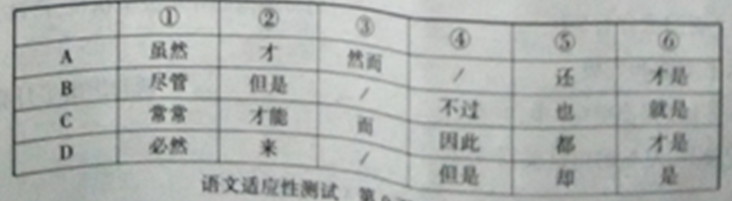 ① ② ③ ④ ⑤ ⑥
A 虽然 才 然而 / 还 才是
B 尽管 但是 / 不过 也 就是
C 常常 才能 而 因此 都 才是
D 必然 来 / 但是 却 是
语文适应性测试 第